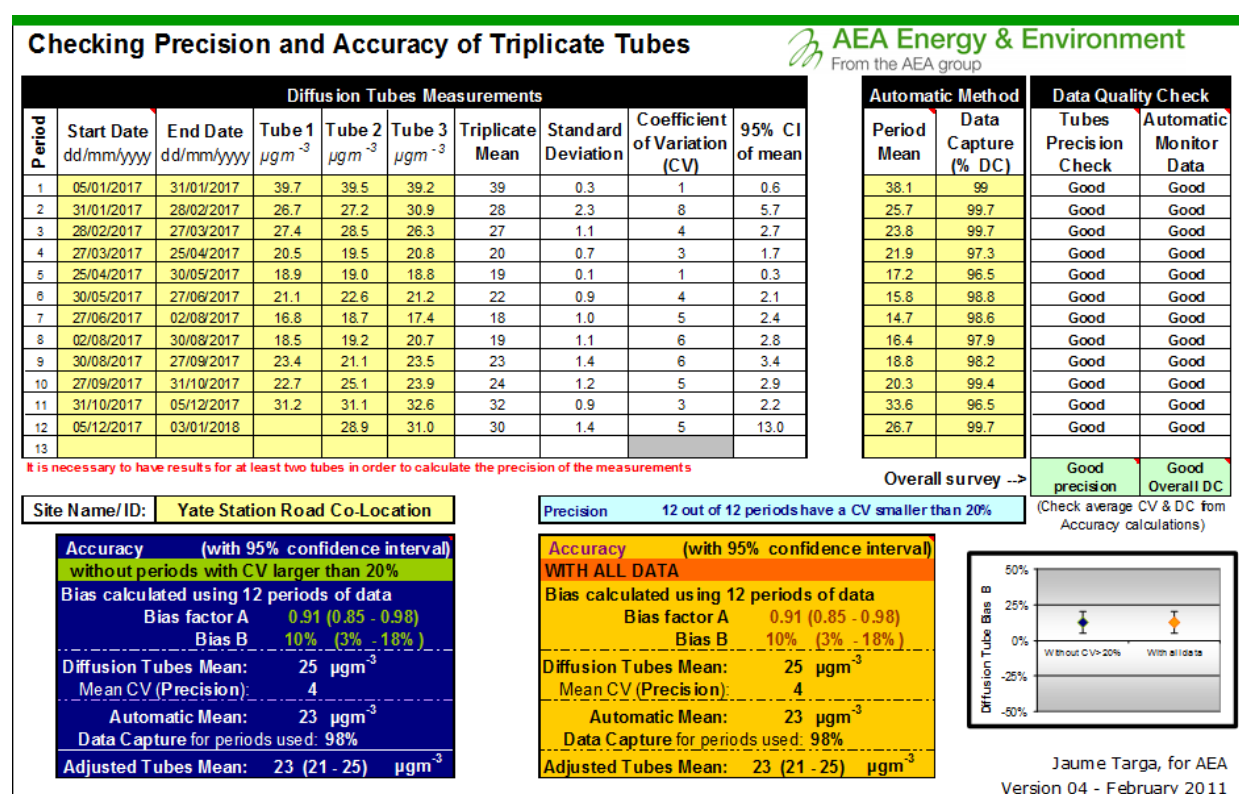 Checking Precision and Accuracy of Triplicate Tubes
AEA Energy & Environment
From the AEA group
Diffusion Tubes Measurements
Automatic Method
Data Quality Check
Period
Start Date dd/mm/yyyy
End Date dd/mm/yyyy
Tube 1 µgm⁻³
Tube 2 µgm⁻³
Tube 3 µgm⁻³
Triplicate Mean
Standard Deviation
Coefficient of Variation (CV)
95% CI of mean
Period Mean
Data Capture (% DC)
Tubes Precision Check
Automatic Monitor Data
1 05/01/2017 31/01/2017 39.7 39.5 39.2 39 0.3 1 0.6 38.1 99 Good Good
2 31/01/2017 28/02/2017 26.7 27.2 30.9 28 2.3 8 5.7 25.7 99.7 Good Good
3 28/02/2017 27/03/2017 27.4 28.5 26.3 27 1.1 4 2.7 23.8 99.7 Good Good
4 27/03/2017 25/04/2017 20.5 19.5 20.8 20 0.7 3 1.7 21.9 97.3 Good Good
5 25/04/2017 30/05/2017 18.9 19.0 18.8 19 0.1 1 0.3 17.2 96.5 Good Good
6 30/05/2017 27/06/2017 21.1 22.6 21.2 22 0.9 4 2.1 15.8 98.8 Good Good
7 27/06/2017 02/08/2017 16.8 18.7 17.4 18 1.0 5 2.4 14.7 98.6 Good Good
8 02/08/2017 30/08/2017 18.5 19.2 20.7 19 1.1 6 2.8 16.4 97.9 Good Good
9 30/08/2017 27/09/2017 23.4 21.1 23.5 23 1.4 6 3.4 18.8 98.2 Good Good
10 27/09/2017 31/10/2017 22.7 25.1 23.9 24 1.2 5 2.9 20.3 99.4 Good Good
11 31/10/2017 05/12/2017 31.2 31.1 32.6 32 0.9 3 2.2 33.6 96.5 Good Good
12 05/12/2017 03/01/2018 28.9 31.0 30 1.4 5 13.0 26.7 99.7 Good Good
13
It is necessary to have results for at least two tubes in order to calculate the precision of the measurements
Overall survey -->
Good precision
Good Overall DC
(Check average CV & DC from
Accuracy calculations)
Site Name/ ID: Yate Station Road Co-Location
Precision 12 out of 12 periods have a CV smaller than 20%
Accuracy (with 95% confidence interval)
without periods with CV larger than 20%
Bias calculated using 12 periods of data
Bias factor A 0.91 (0.85 - 0.98)
Bias B 10% (3% - 18%)
Diffusion Tubes Mean: 25 µgm⁻³
Mean CV (Precision): 4
Automatic Mean: 23 µgm⁻³
Data Capture for periods used: 98%
Adjusted Tubes Mean: 23 (21 - 25) µgm⁻³
Accuracy (with 95% confidence interval)
WITH ALL DATA
Bias calculated using 12 periods of data
Bias factor A 0.91 (0.85 - 0.98)
Bias B 10% (3% - 18%)
Diffusion Tubes Mean: 25 µgm⁻³
Mean CV (Precision): 4
Automatic Mean: 23 µgm⁻³
Data Capture for periods used: 98%
Adjusted Tubes Mean: 23 (21 - 25) µgm⁻³
Diffusion Tube Bias B
50%
25%
0%
-25%
-50%
Without CV>20%
With all data
Jaume Targa, for AEA
Version 04 - February 2011